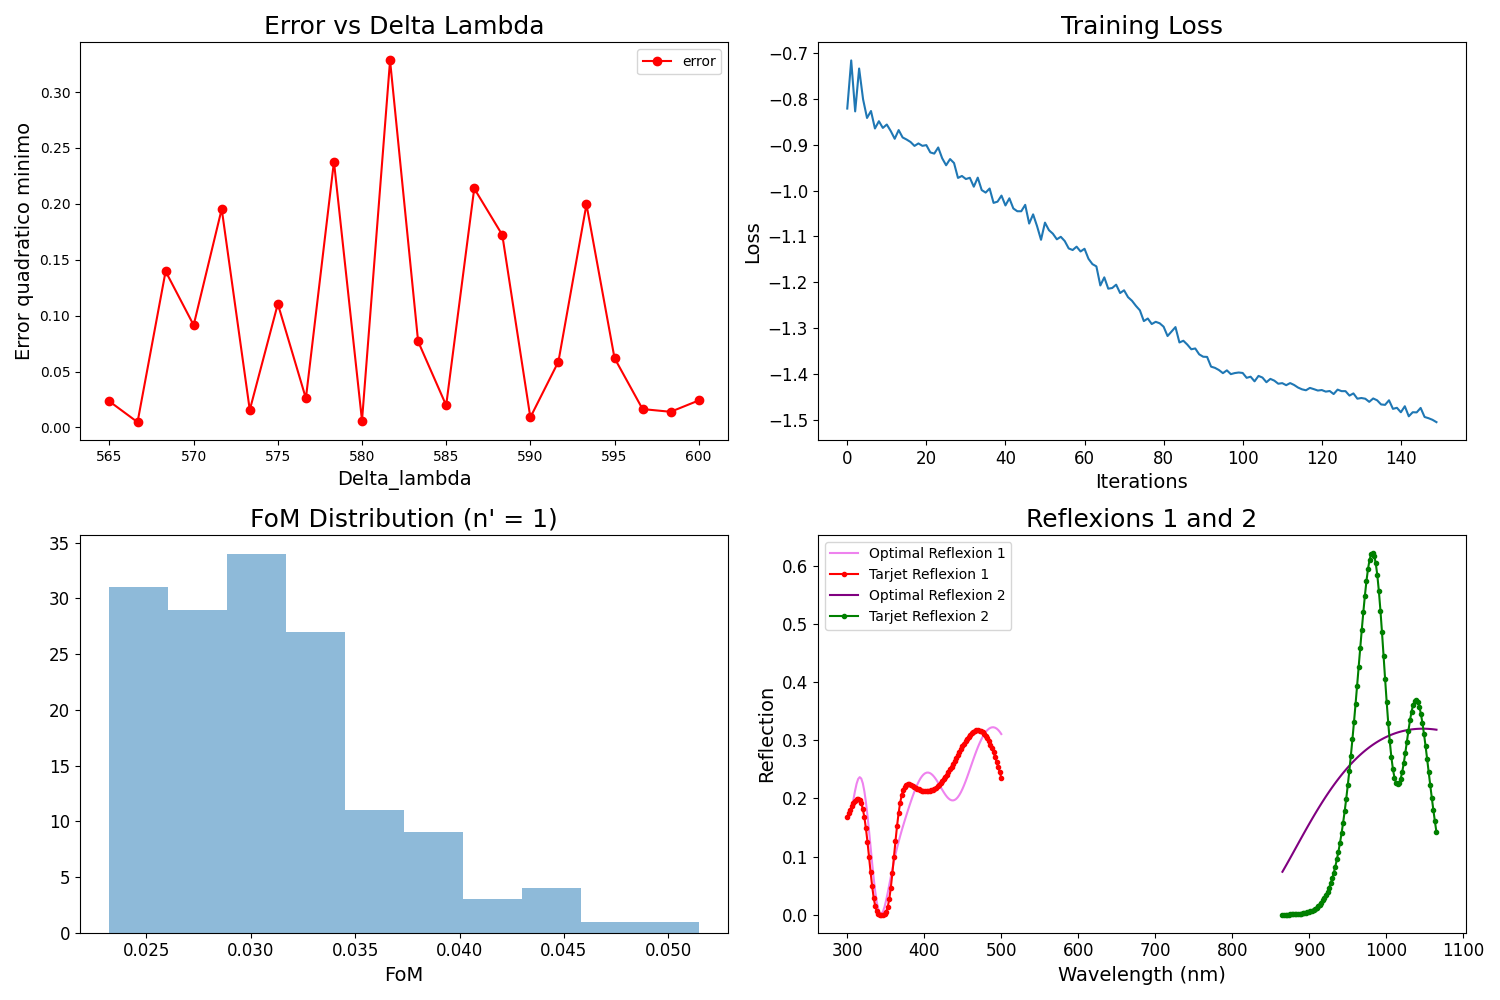 Error vs Delta Lambda
error
0.30
0.25
0.20
0.15
0.10
0.05
0.00
Error quadratico minimo
565 570 575 580 585 590 595 600
Delta_lambda
Training Loss
−0.7
−0.8
−0.9
−1.0
−1.1
−1.2
−1.3
−1.4
−1.5
Loss
0 20 40 60 80 100 120 140
Iterations
FoM Distribution (n' = 1)
35
30
25
20
15
10
5
0
0.025 0.030 0.035 0.040 0.045 0.050
FoM
Reflexions 1 and 2
Optimal Reflexion 1
Tarjet Reflexion 1
Optimal Reflexion 2
Tarjet Reflexion 2
0.6
0.5
0.4
0.3
0.2
0.1
0.0
Reflection
300 400 500 600 700 800 900 1000 1100
Wavelength (nm)